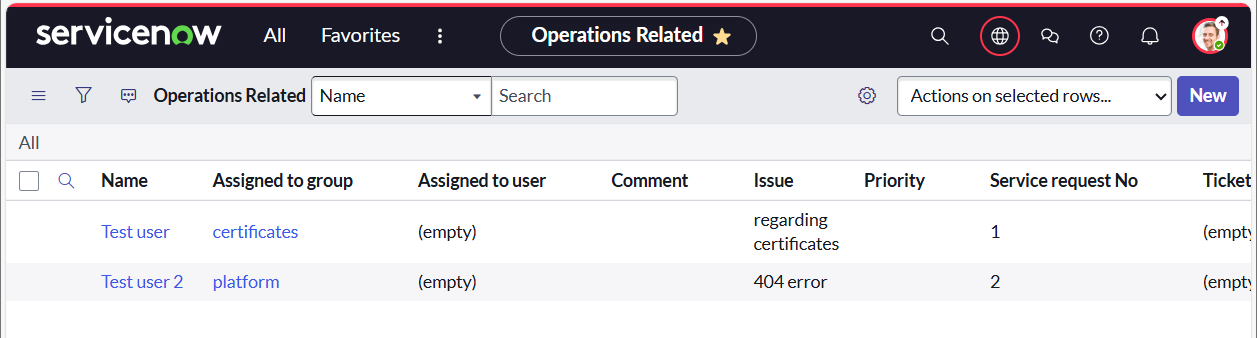 servicenow All Favorites Operations Related
Operations Related Name Search Actions on selected rows... New
All
Name Assigned to group Assigned to user Comment Issue Priority Service request No Ticket
Test user certificates (empty) regarding certificates 1 (empty
Test user 2 platform (empty) 404 error 2 (empty